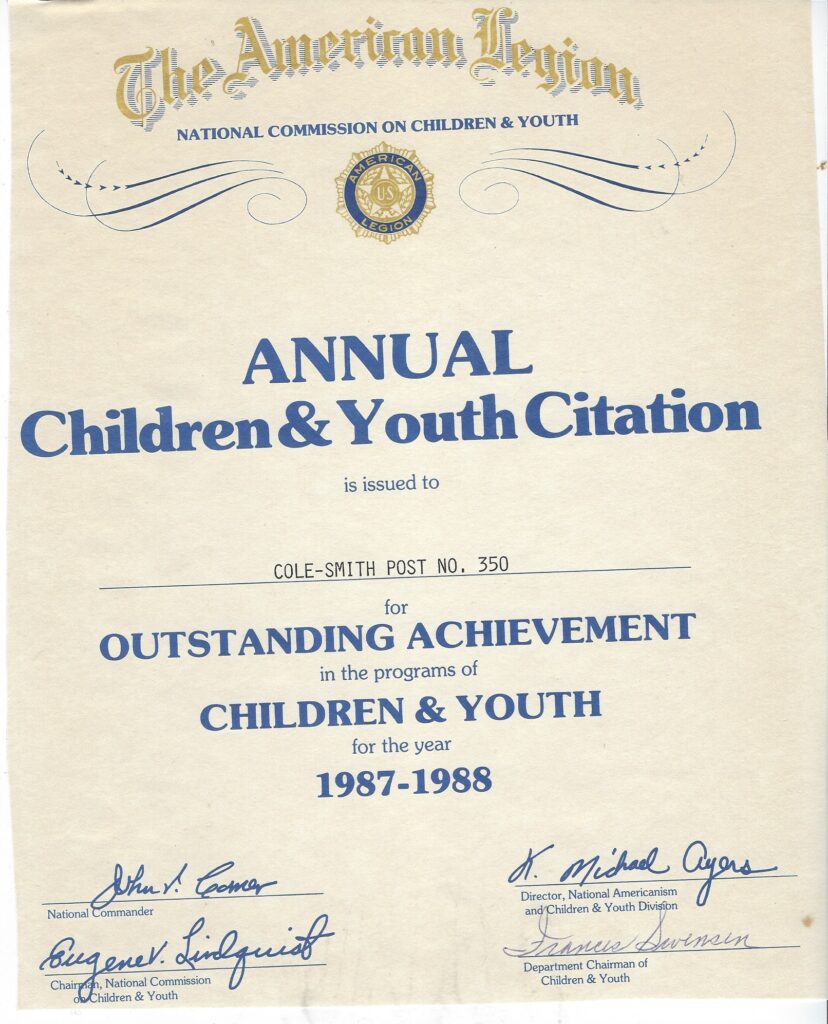 The American Legion
NATIONAL COMMISSION ON CHILDREN & YOUTH
AMERICAN
US
LEGION
ANNUAL
Children & Youth Citation
is issued to
COLE-SMITH POST NO. 350
for
OUTSTANDING ACHIEVEMENT
in the programs of
CHILDREN & YOUTH
for the year
1987-1988
John P. Comer
National Commander
Eugene V. Lindquist
Chairman, National Commission
on Children & Youth
K. Michael Ayers
Director, National Americanism
and Children & Youth Division
Frances Swensen
Department Chairman of
Children & Youth